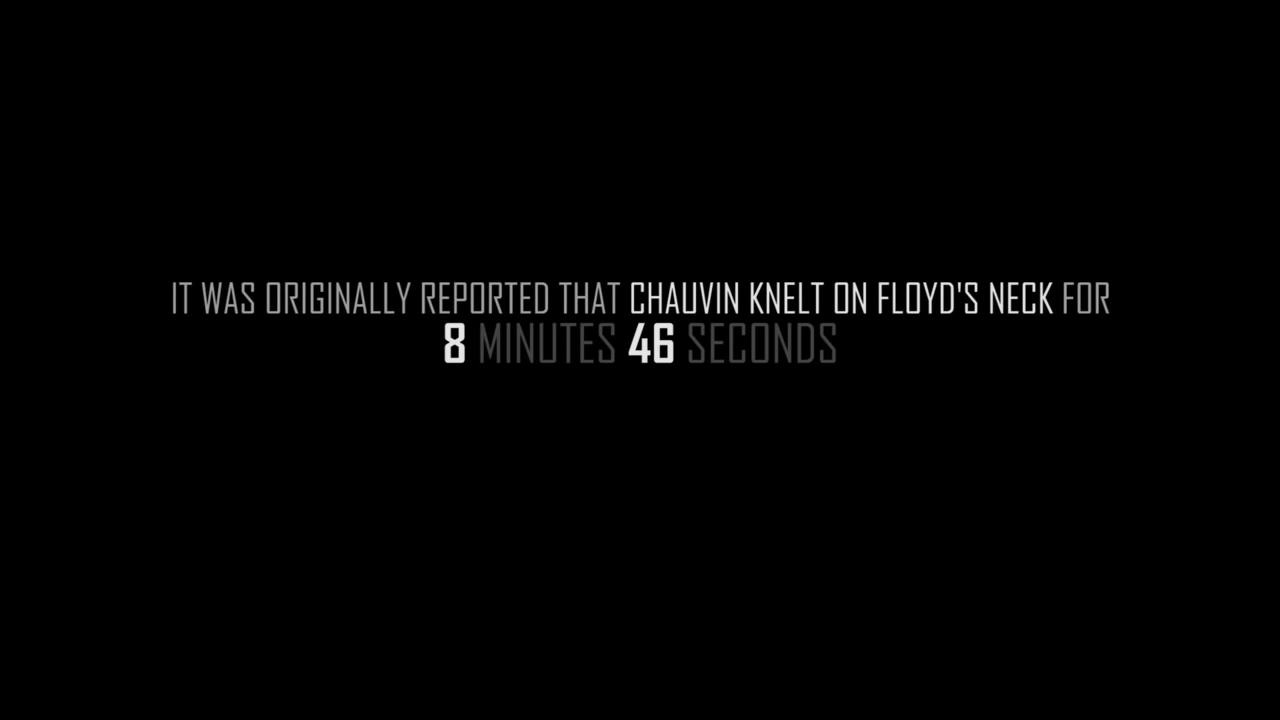 IT WAS ORIGINALLY REPORTED THAT CHAUVIN KNELT ON FLOYD'S NECK FOR
8 MINUTES 46 SECONDS